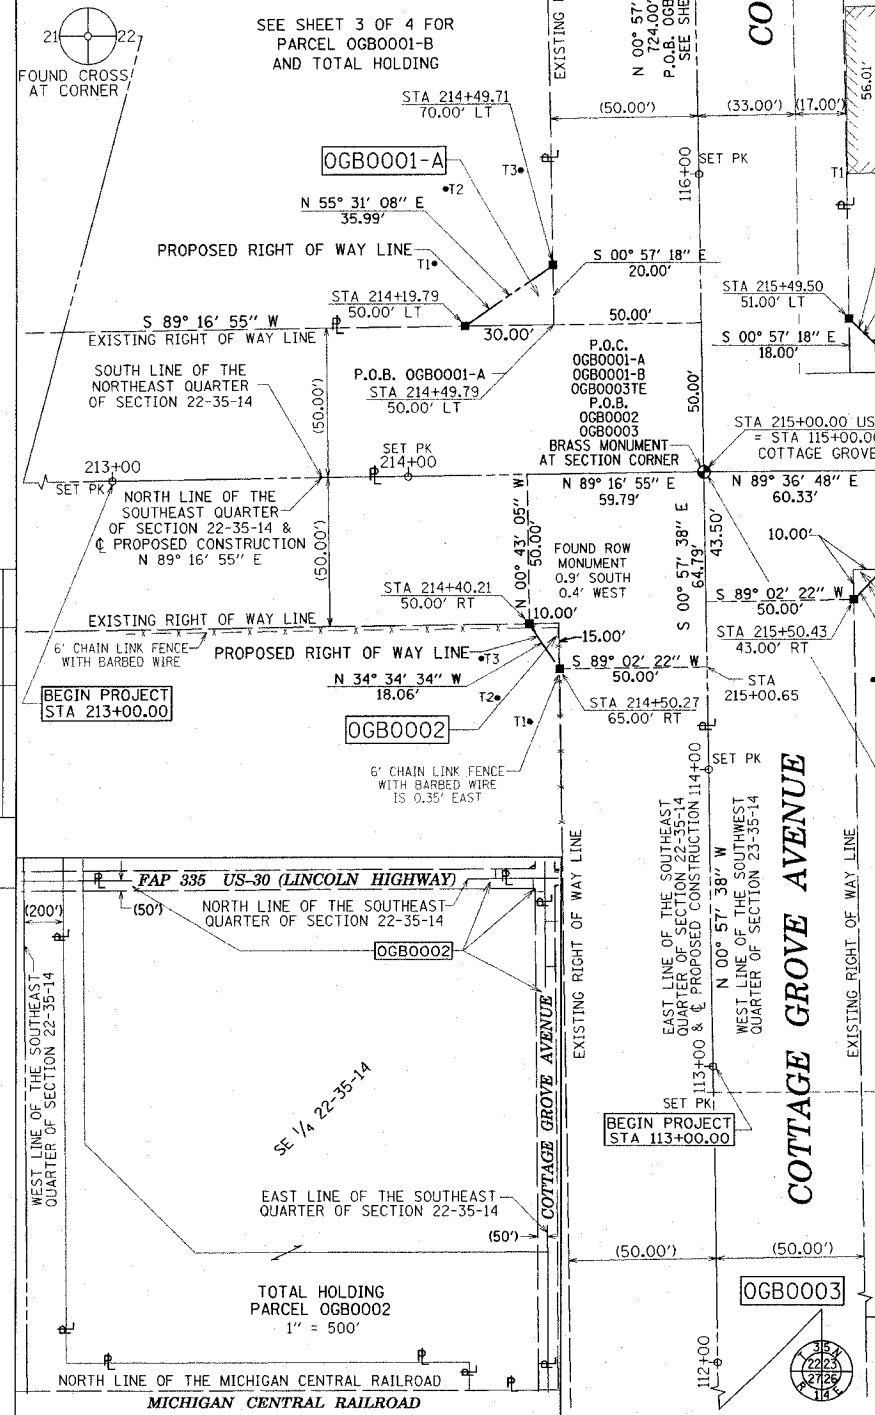 21
22
FOUND CROSS
AT CORNER
SEE SHEET 3 OF 4 FOR
PARCEL OGB0001-B
AND TOTAL HOLDING
EXISTING
N 00° 57'
724.00'
P.O.B. OGB
SEE SHE
CO
56.01'
STA 214+49.71
70.00' LT
(50.00')
(33.00')
(17.00')
OGB0001-A
T3
T2
116+00
SET PK
T1
N 55° 31' 08" E
35.99'
PROPOSED RIGHT OF WAY LINE
T1
S 00° 57' 18" E
20.00'
STA 214+19.79
50.00' LT
STA 215+49.50
51.00' LT
S 89° 16' 55" W
EXISTING RIGHT OF WAY LINE
30.00'
50.00'
S 00° 57' 18" E
18.00'
SOUTH LINE OF THE
NORTHEAST QUARTER
OF SECTION 22-35-14
(50.00')
P.O.B. OGB0001-A
STA 214+49.79
50.00' LT
P.O.C.
OGB0001-A
OGB0001-B
OGB0003TE
P.O.B.
OGB0002
OGB0003
BRASS MONUMENT
AT SECTION CORNER
50.00'
STA 215+00.00 US
= STA 115+00.00
COTTAGE GROVE
213+00
SET PK
SET PK
214+00
N 89° 16' 55" E
59.79'
N 89° 36' 48" E
60.33'
NORTH LINE OF THE
SOUTHEAST QUARTER
OF SECTION 22-35-14 &
℄ PROPOSED CONSTRUCTION
N 89° 16' 55" E
(50.00')
N 00° 43' 05" W
50.00'
FOUND ROW
MONUMENT
0.9' SOUTH
0.4' WEST
S 00° 57' 38" E
64.79'
43.50'
10.00'
STA 214+40.21
50.00' RT
S 89° 02' 22" W
50.00'
EXISTING RIGHT OF WAY LINE
10.00'
15.00'
STA 215+50.43
43.00' RT
6' CHAIN LINK FENCE
WITH BARBED WIRE
PROPOSED RIGHT OF WAY LINE
T3
S 89° 02' 22" W
50.00'
STA
215+00.65
N 34° 34' 34" W
18.06'
BEGIN PROJECT
STA 213+00.00
T2
STA 214+50.27
65.00' RT
OGB0002
T1
6' CHAIN LINK FENCE
WITH BARBED WIRE
IS 0.35' EAST
SET PK
114+00
EXISTING RIGHT OF WAY LINE
EAST LINE OF THE SOUTHEAST
QUARTER OF SECTION 22-35-14
& ℄ PROPOSED CONSTRUCTION
N 00° 57' 38" W
WEST LINE OF THE SOUTHWEST
QUARTER OF SECTION 23-35-14
COTTAGE GROVE AVENUE
EXISTING RIGHT OF WAY LINE
113+00
SET PK
BEGIN PROJECT
STA 113+00.00
(50.00')
(50.00')
OGB0003
112+00
T 35 N
22 23
27 26
R 14 E
FAP 335 US-30 (LINCOLN HIGHWAY)
(200')
(50')
NORTH LINE OF THE SOUTHEAST
QUARTER OF SECTION 22-35-14
OGB0002
WEST LINE OF THE SOUTHEAST
QUARTER OF SECTION 22-35-14
SE 1/4 22-35-14
COTTAGE GROVE AVENUE
EAST LINE OF THE SOUTHEAST
QUARTER OF SECTION 22-35-14
(50')
TOTAL HOLDING
PARCEL OGB0002
1" = 500'
NORTH LINE OF THE MICHIGAN CENTRAL RAILROAD
MICHIGAN CENTRAL RAILROAD